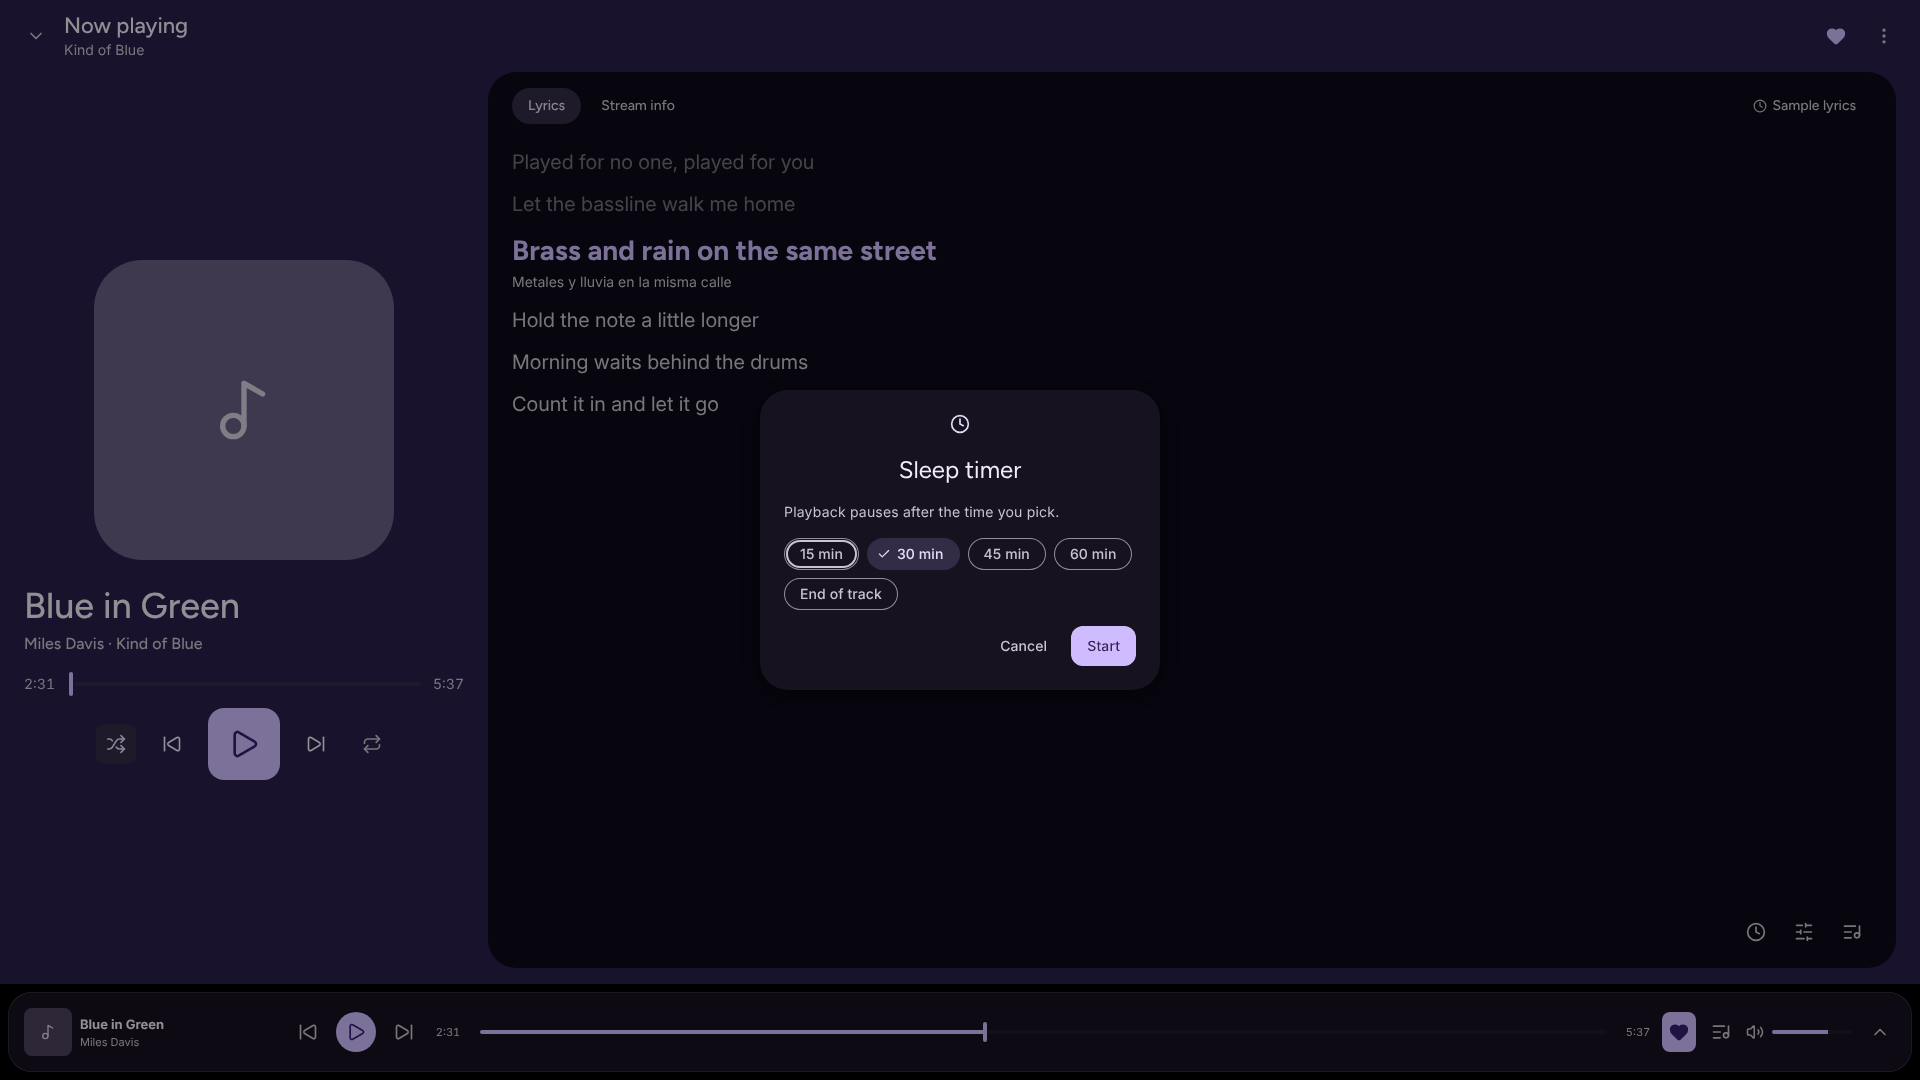 Now playing
Kind of Blue
Lyrics
Stream info
Sample lyrics
Played for no one, played for you
Let the bassline walk me home
Brass and rain on the same street
Metales y lluvia en la misma calle
Hold the note a little longer
Morning waits behind the drums
Count it in and let it go
Sleep timer
Playback pauses after the time you pick.
15 min
30 min
45 min
60 min
End of track
Cancel
Start
Blue in Green
Miles Davis · Kind of Blue
2:31
5:37
Blue in Green
Miles Davis
2:31
5:37